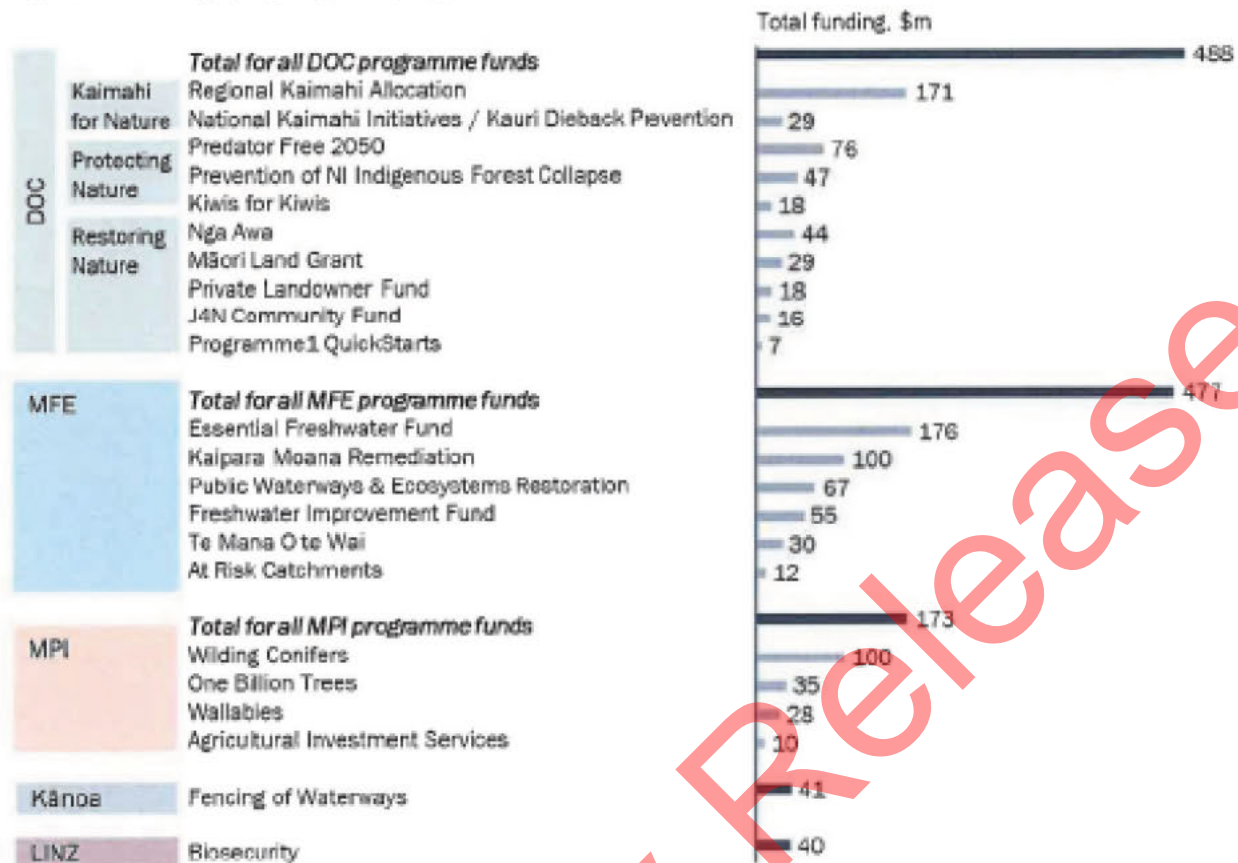 Total funding, $m
Total for all DOC programme funds 488
DOC
Kaimahi for Nature
Regional Kaimahi Allocation 171
National Kaimahi Initiatives / Kauri Dieback Prevention 29
Protecting Nature
Predator Free 2050 76
Prevention of NI Indigenous Forest Collapse 47
Kiwis for Kiwis 18
Restoring Nature
Nga Awa 44
Māori Land Grant 29
Private Landowner Fund 18
J4N Community Fund 16
Programme1 QuickStarts 7
MFE
Total for all MFE programme funds 477
Essential Freshwater Fund 176
Kaipara Moana Remediation 100
Public Waterways & Ecosystems Restoration 67
Freshwater Improvement Fund 55
Te Mana O te Wai 30
At Risk Catchments 12
MPI
Total for all MPI programme funds 173
Wilding Conifers 100
One Billion Trees 35
Wallabies 28
Agricultural Investment Services 10
Kānoa Fencing of Waterways 41
LINZ Biosecurity 40
Release